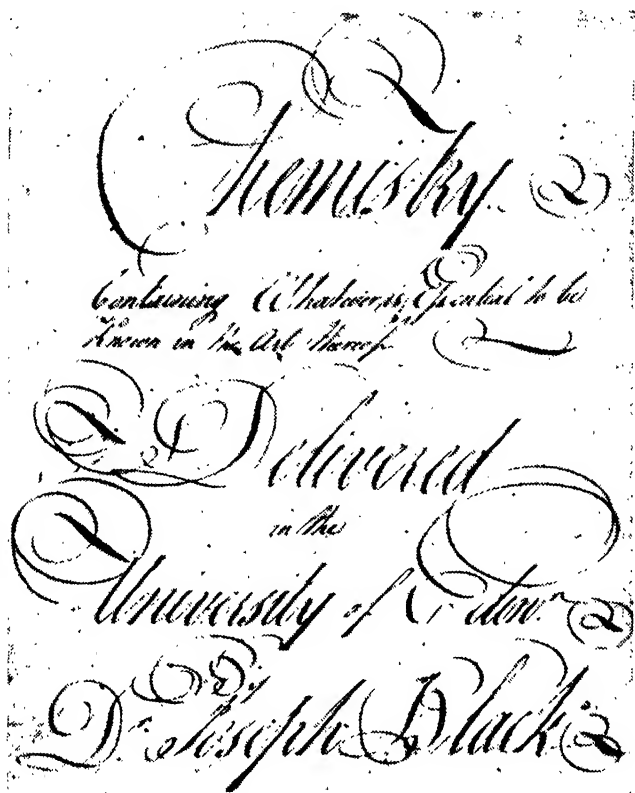 Chemistry
Containing Whatever is Essential to be
Known in the Art thereof
Delivered
in the
University of Edinr.
By
Dr. Joseph Black